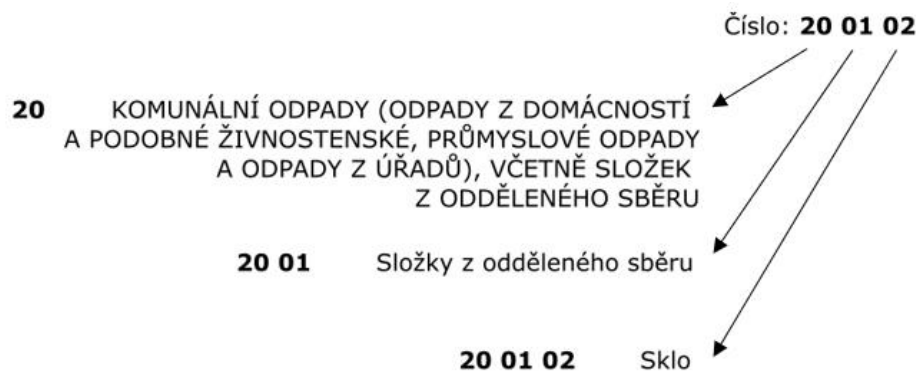 Číslo: 20 01 02
20 KOMUNÁLNÍ ODPADY (ODPADY Z DOMÁCNOSTÍ
A PODOBNÉ ŽIVNOSTENSKÉ, PRŮMYSLOVÉ ODPADY
A ODPADY Z ÚŘADŮ), VČETNĚ SLOŽEK
Z ODDĚLENÉHO SBĚRU
20 01 Složky z odděleného sběru
20 01 02 Sklo